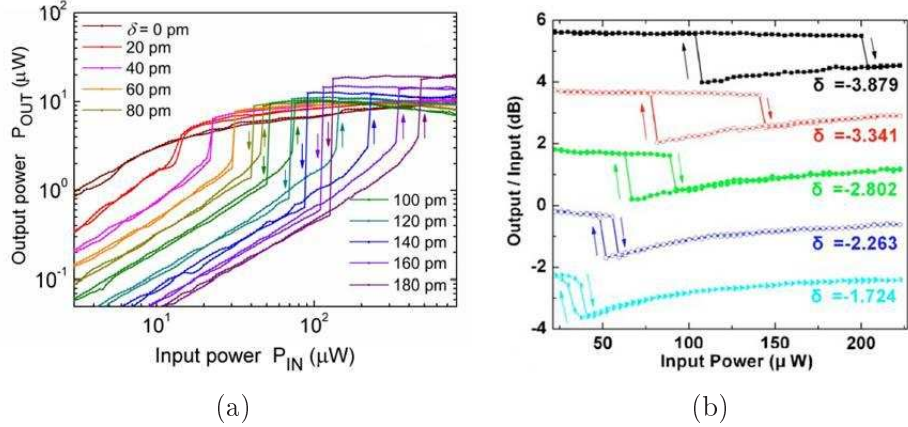 Output power P_OUT (μW)
10²
10¹
10⁰
10⁻¹
δ = 0 pm
20 pm
40 pm
60 pm
80 pm
100 pm
120 pm
140 pm
160 pm
180 pm
10¹ 10²
Input power P_IN (μW)
(a)
Output / Input (dB)
6
4
2
0
-2
-4
δ =-3.879
δ =-3.341
δ =-2.802
δ =-2.263
δ =-1.724
50 100 150 200
Input Power (μ W)
(b)